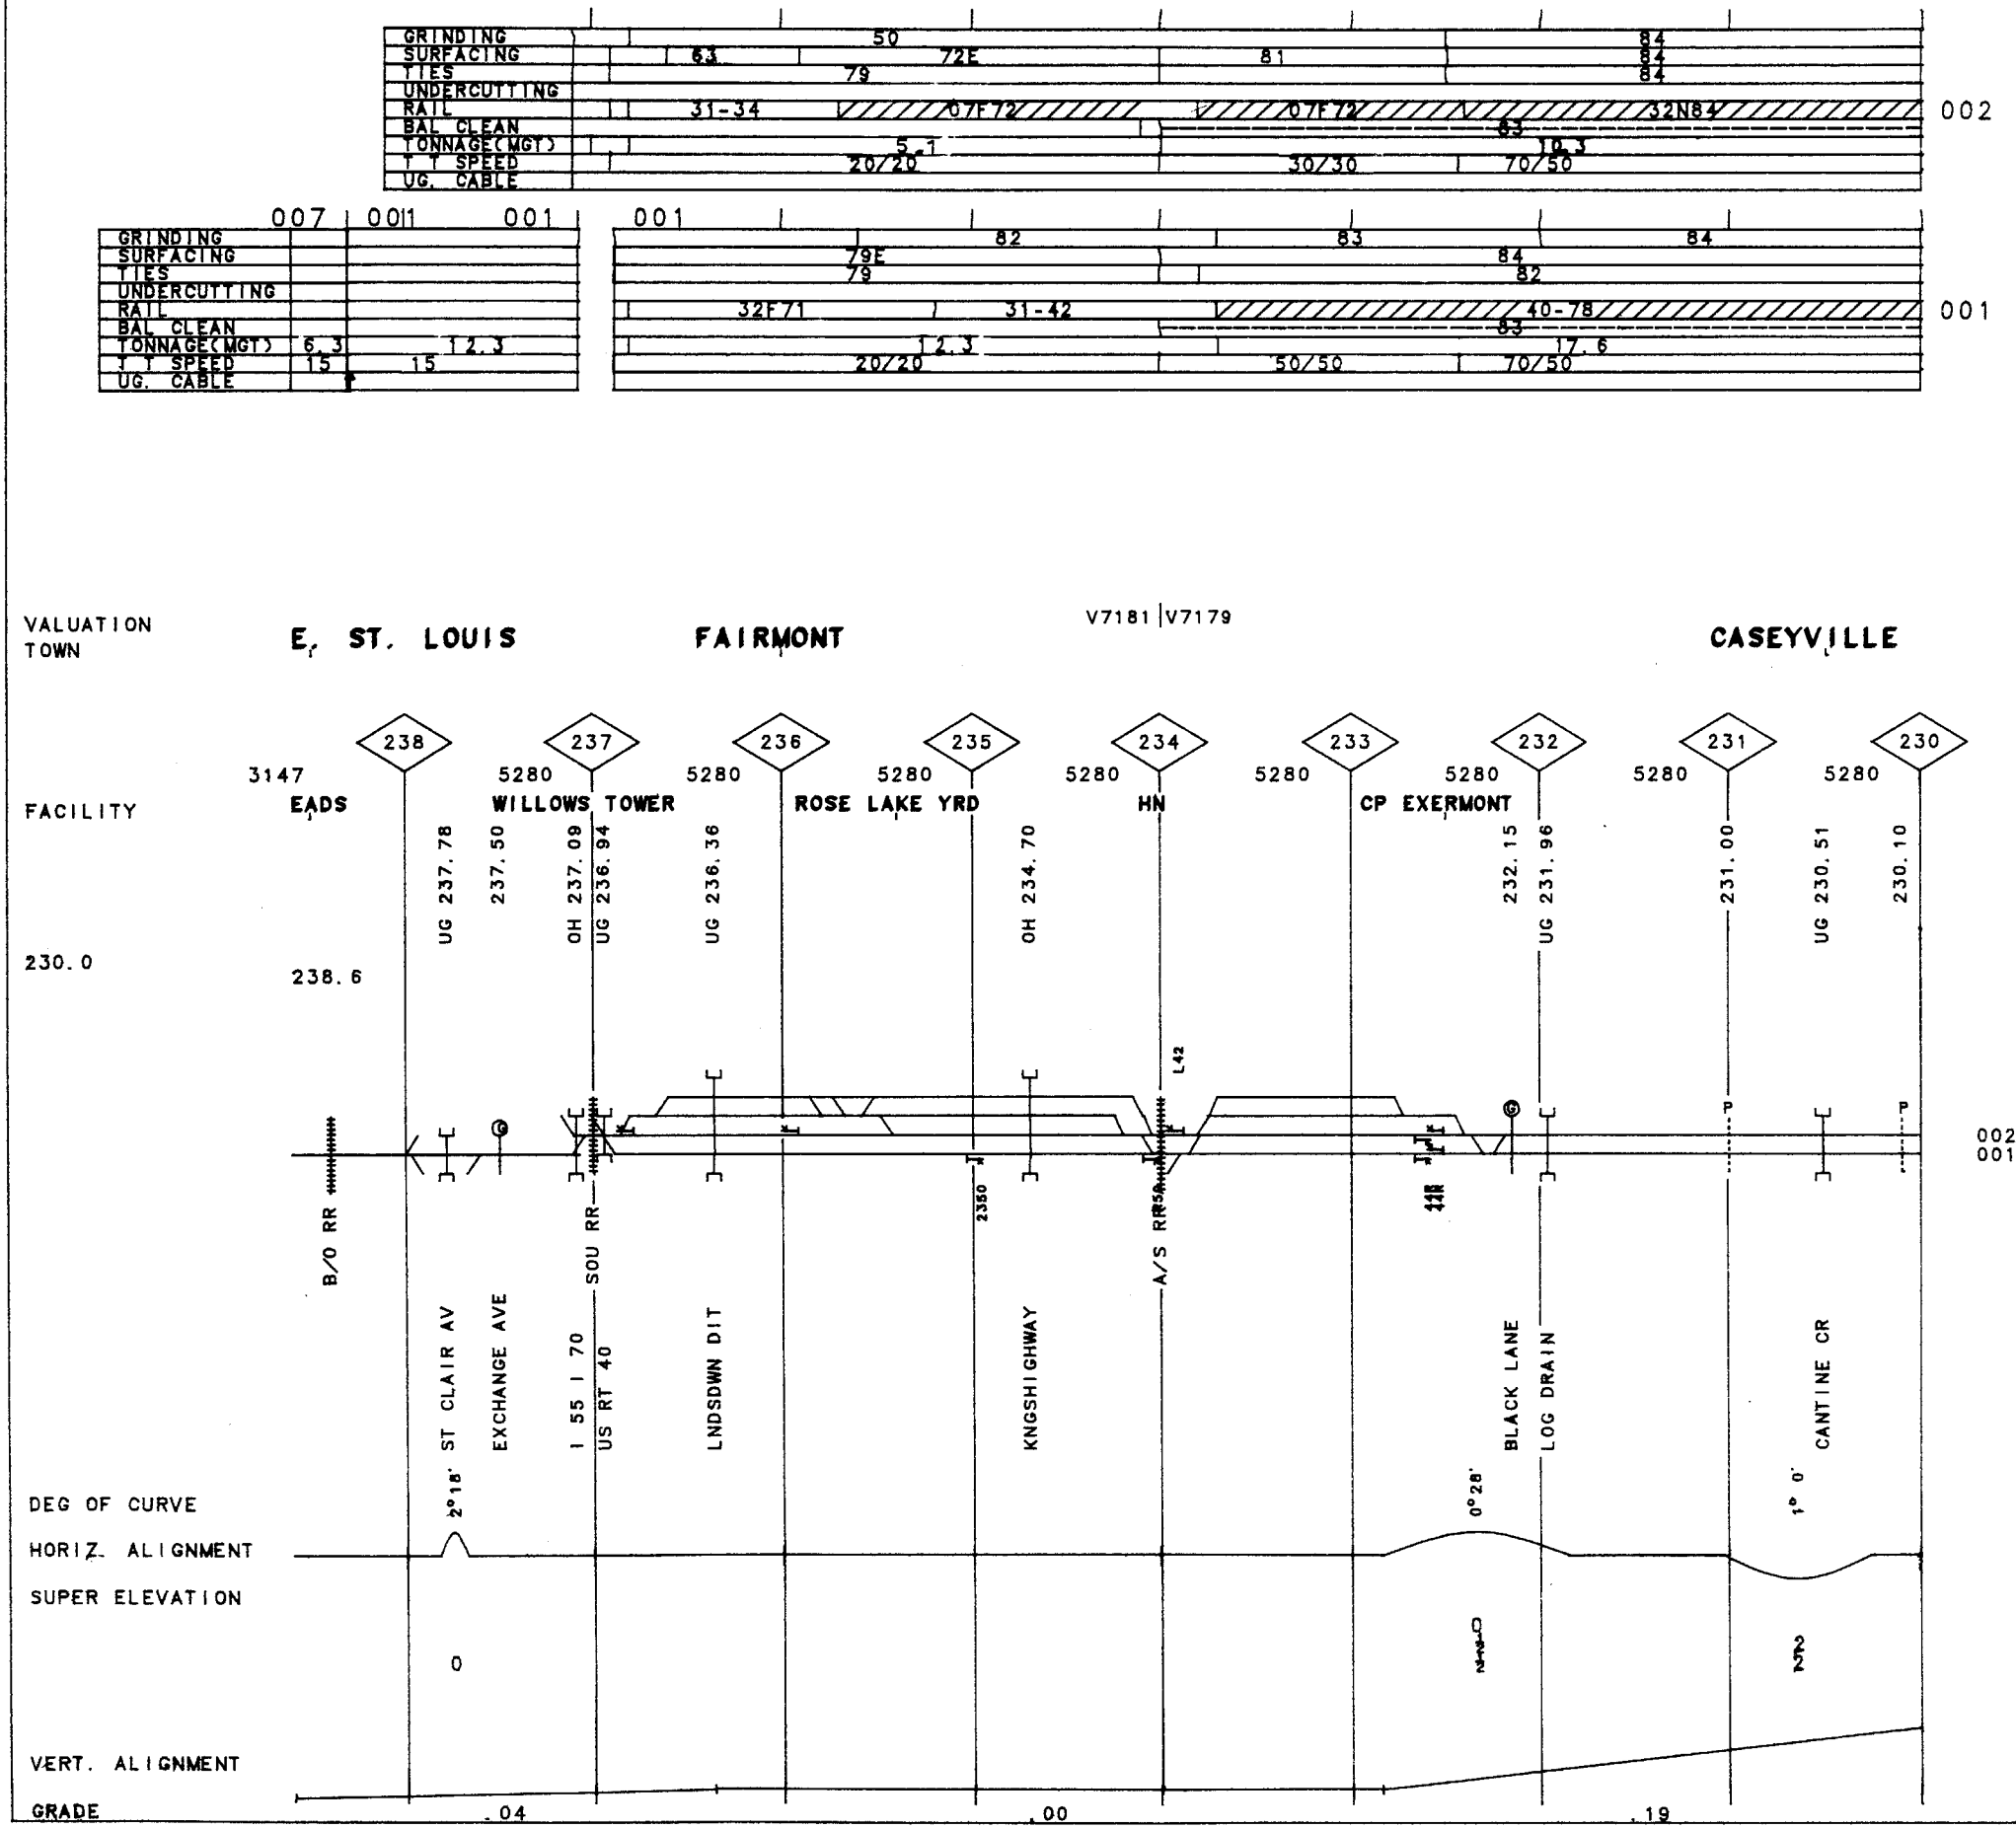 GRINDING 50 84
SURFACING 63 72E 81 84
TIES 79 84
UNDERCUTTING
RAIL 31-34 07F72 07F72 32N84 002
BAL CLEAN 83
TONNAGE(MGT) 5.1 10.3
T T SPEED 20/20 30/30 70/50
UG. CABLE
007 001 001 001
GRINDING 82 83 84
SURFACING 79E 84
TIES 79 82
UNDERCUTTING
RAIL 32F71 31-42 40-78 001
BAL CLEAN 83
TONNAGE(MGT) 6.3 12.3 12.3 17.6
T T SPEED 15 15 20/20 50/50 70/50
UG. CABLE
V7181 V7179
VALUATION
TOWN E. ST. LOUIS FAIRMONT CASEYVILLE
238 237 236 235 234 233 232 231 230
3147 5280 5280 5280 5280 5280 5280 5280 5280
FACILITY EADS WILLOWS TOWER ROSE LAKE YRD HN CP EXERMONT
UG 237.78 237.50 OH 237.09 UG 236.94 UG 236.36 OH 234.70 232.15 UG 231.96 231.00 UG 230.51 230.10
230.0 238.6
L42
G G P P
002
001
2350
B/O RR SOU RR A/S RR
ST CLAIR AV EXCHANGE AVE I 55 I 70 US RT 40 LNDSDWN DIT KNGSHIGHWAY BLACK LANE LOG DRAIN CANTINE CR
DEG OF CURVE 2°18' 0°28' 1° 0'
HORIZ. ALIGNMENT
SUPER ELEVATION
0
VERT. ALIGNMENT
GRADE .04 .00 .19